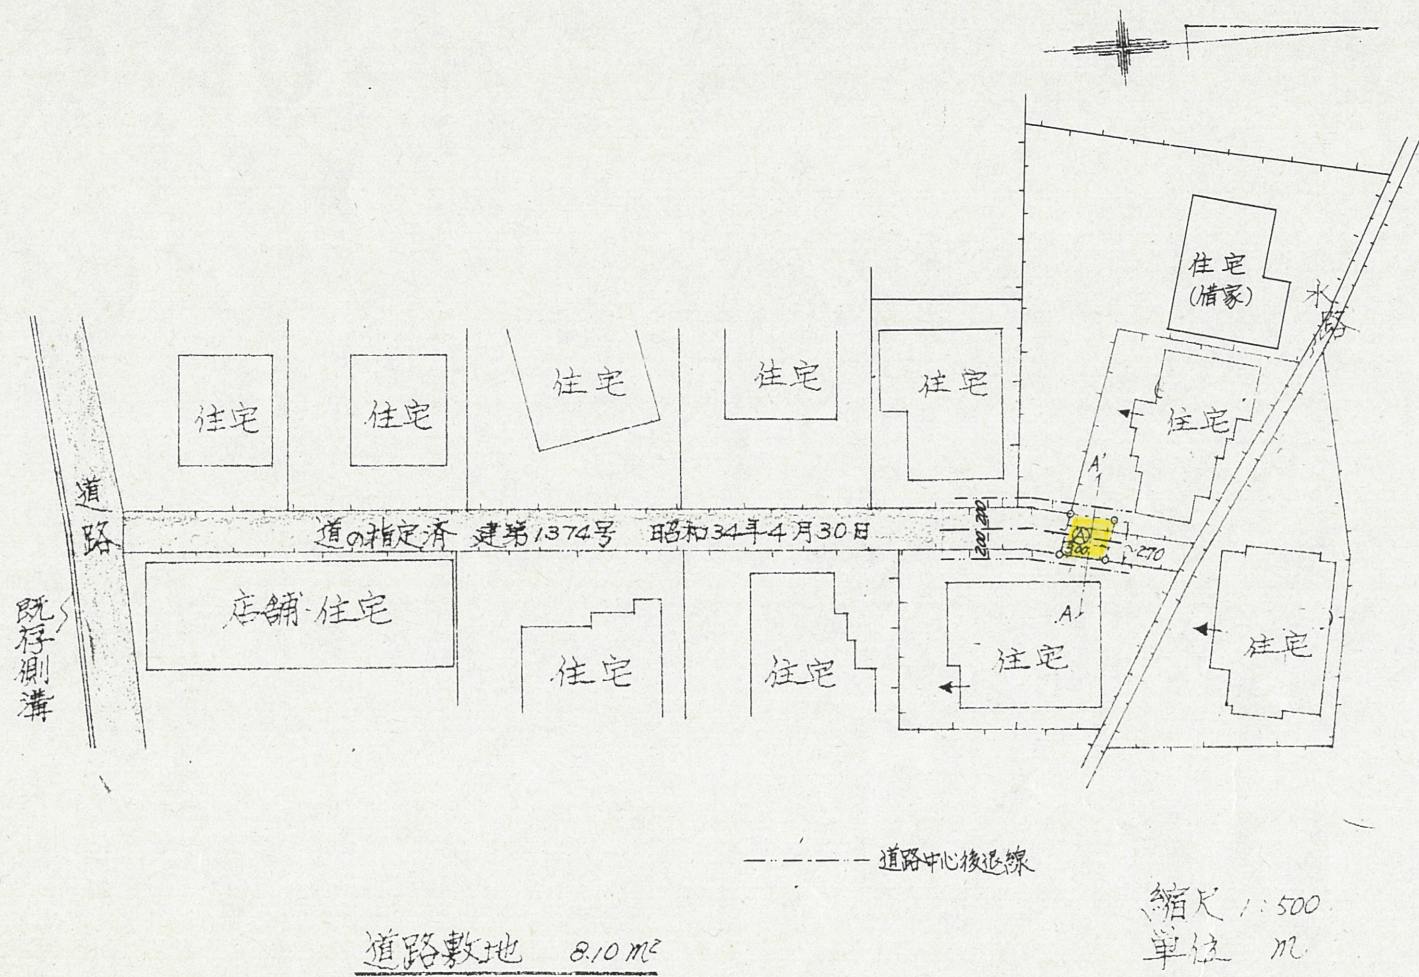 住宅
(借家)
水路
住宅
住宅
住宅
住宅
住宅
住宅
道路
道の指定済 建第1374号 昭和34年4月30日
2.00
2.00
A'
A
3.00
2.70
A
店舗・住宅
住宅
住宅
住宅
住宅
既存側溝
道路中心後退線
縮尺 1:500
単位 m
道路敷地 8.10 m²